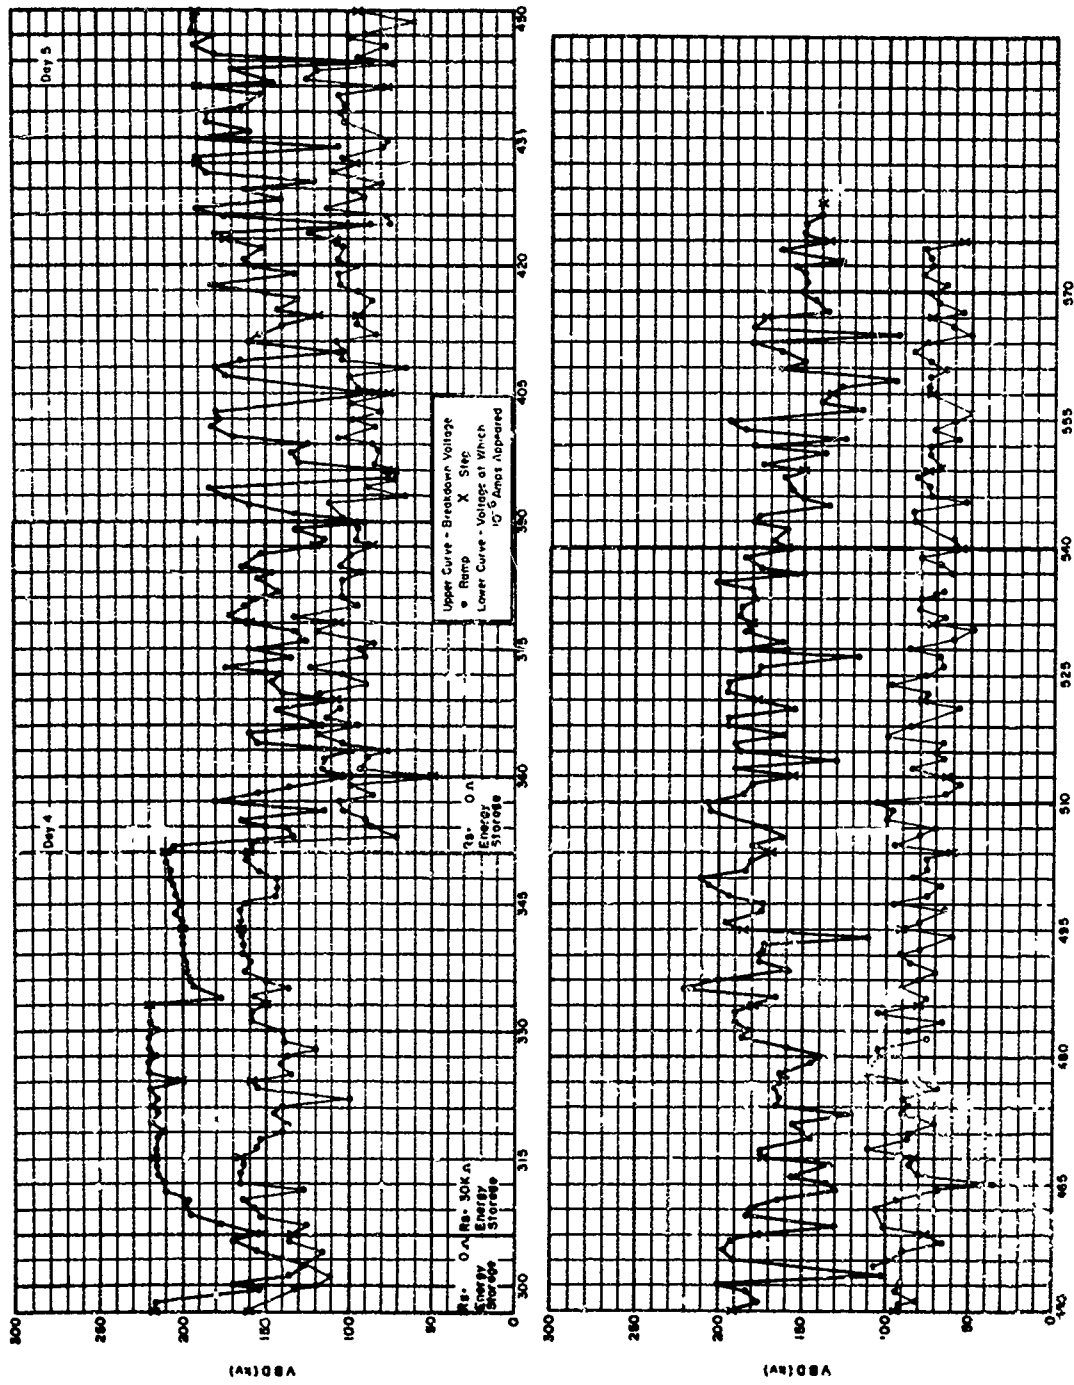 Day 4
Day 5
VBD(kv)
300
250
200
150
100
50
0
Rs= 0Ω
Energy
Storage
Rs= 30KΩ
Energy
Storage
Rs= 0Ω
Energy
Storage
Upper Curve - Breakdown Voltage
• Ramp X Step
Lower Curve - Voltage at Which
10⁻⁶ Amps Appeared
300
315
330
345
360
375
390
405
420
435
450
VBD(kv)
300
250
200
150
100
50
0
450
465
480
495
510
525
540
555
570